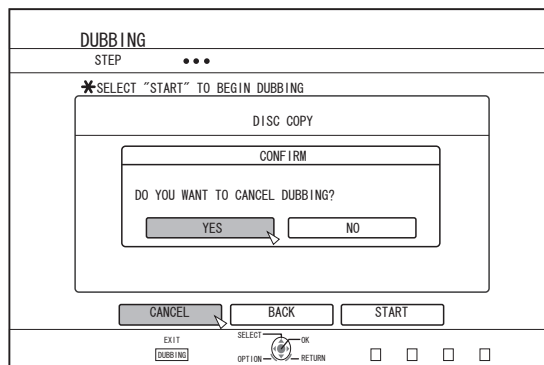 DUBBING
STEP •••
*SELECT "START" TO BEGIN DUBBING
DISC COPY
CONFIRM
DO YOU WANT TO CANCEL DUBBING?
YES NO
CANCEL BACK START
EXIT SELECT OK
DUBBING OPTION RETURN